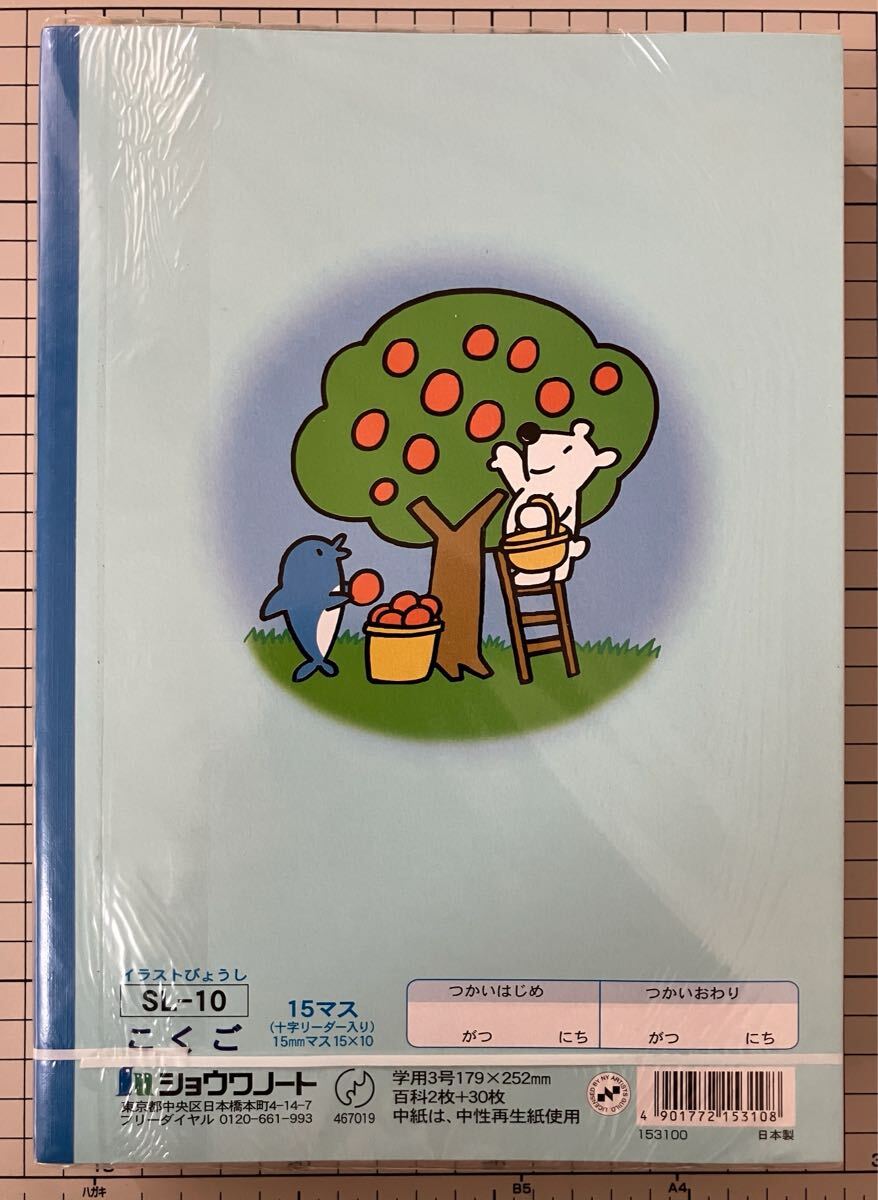 イラストびょうし
SL-10
こくご
15マス
(十字リーダー入り)
15mmマス15×10
つかいはじめ
がつ にち
つかいおわり
がつ にち
ショウワノート
東京都中央区日本橋本町4-14-7
フリーダイヤル 0120-661-993
467019
学用3号179×252mm
百科2枚+30枚
中紙は、中性再生紙使用
LICENSED BY NY ARTISTS GUILD
4 901772 153108
153100
日本製
ハガキ
B5
A4